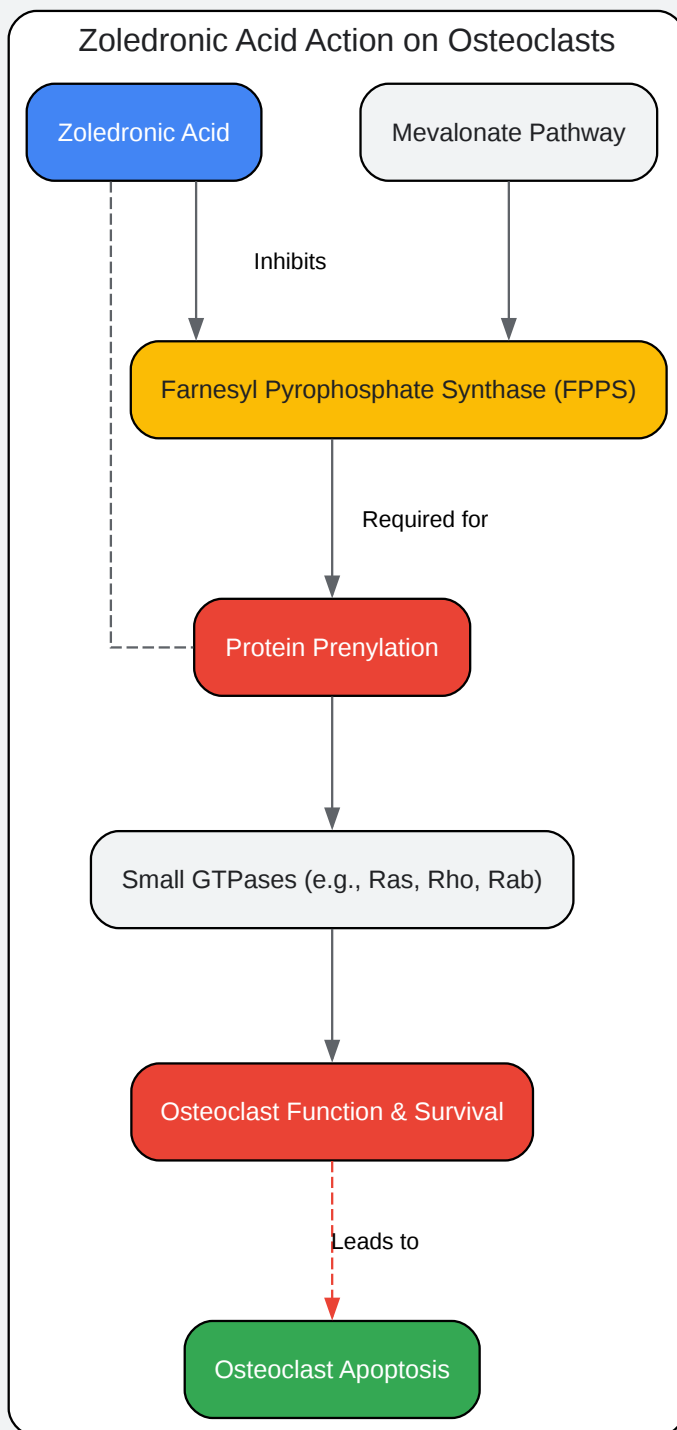 Zoledronic Acid Action on Osteoclasts
Zoledronic Acid
Mevalonate Pathway
Inhibits
Farnesyl Pyrophosphate Synthase (FPPS)
Required for
Protein Prenylation
Small GTPases (e.g., Ras, Rho, Rab)
Osteoclast Function & Survival
Leads to
Osteoclast Apoptosis